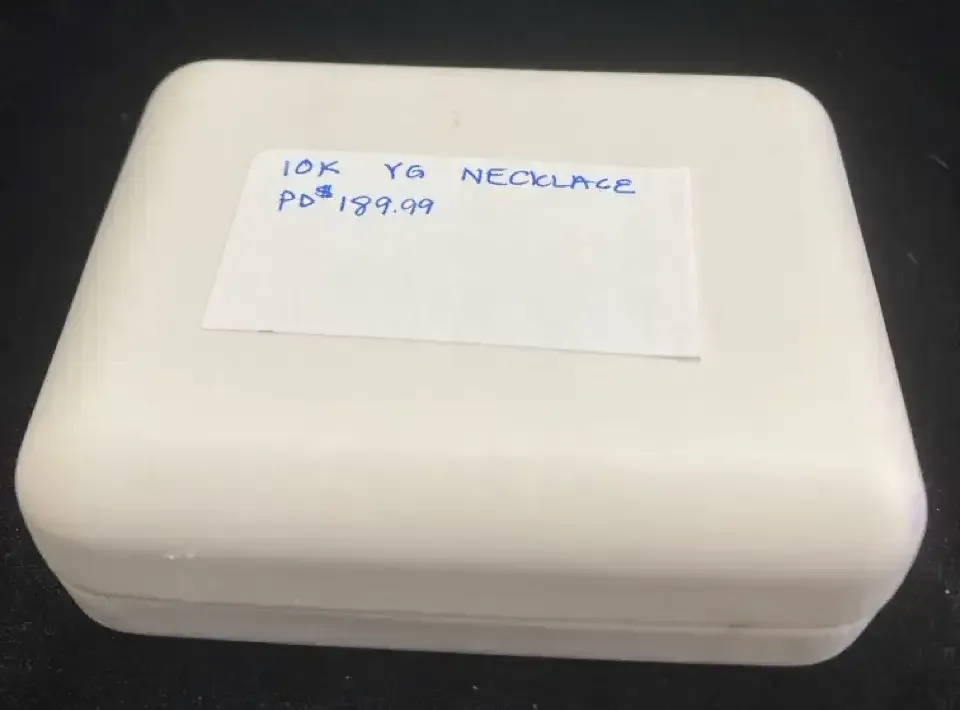 10K YG NECKLACE
PD $189.99